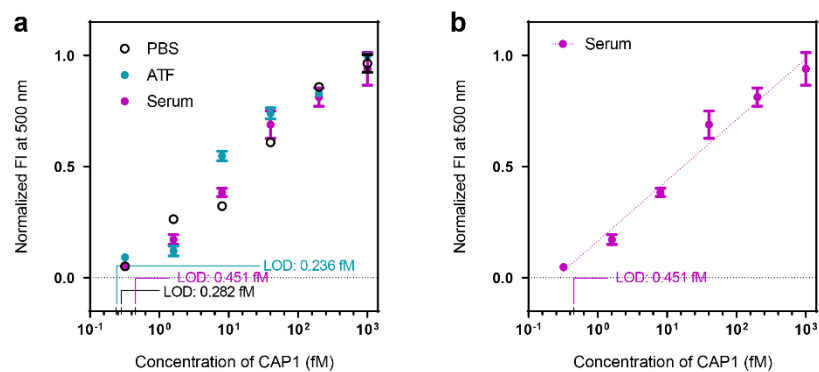 a
PBS
ATF
Serum
Normalized FI at 500 nm
1.0
0.5
0.0
LOD: 0.236 fM
LOD: 0.451 fM
LOD: 0.282 fM
10-1 100 101 102 103
Concentration of CAP1 (fM)
b
Serum
Normalized FI at 500 nm
1.0
0.5
0.0
LOD: 0.451 fM
10-1 100 101 102 103
Concentration of CAP1 (fM)